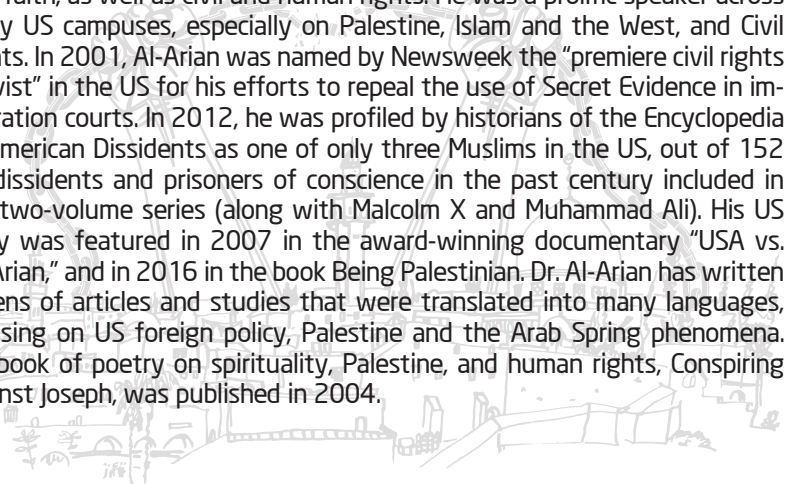 faith, as well as civil and human rights. He was a prolific speaker across
y US campuses, especially on Palestine, Islam and the West, and Civil
ts. In 2001, Al-Arian was named by Newsweek the “premiere civil rights
vist” in the US for his efforts to repeal the use of Secret Evidence in im-
ration courts. In 2012, he was profiled by historians of the Encyclopedia
merican Dissidents as one of only three Muslims in the US, out of 152
dissidents and prisoners of conscience in the past century included in
two-volume series (along with Malcolm X and Muhammad Ali). His US
y was featured in 2007 in the award-winning documentary “USA vs.
Arian,” and in 2016 in the book Being Palestinian. Dr. Al-Arian has written
ens of articles and studies that were translated into many languages,
sing on US foreign policy, Palestine and the Arab Spring phenomena.
book of poetry on spirituality, Palestine, and human rights, Conspiring
nst Joseph, was published in 2004.